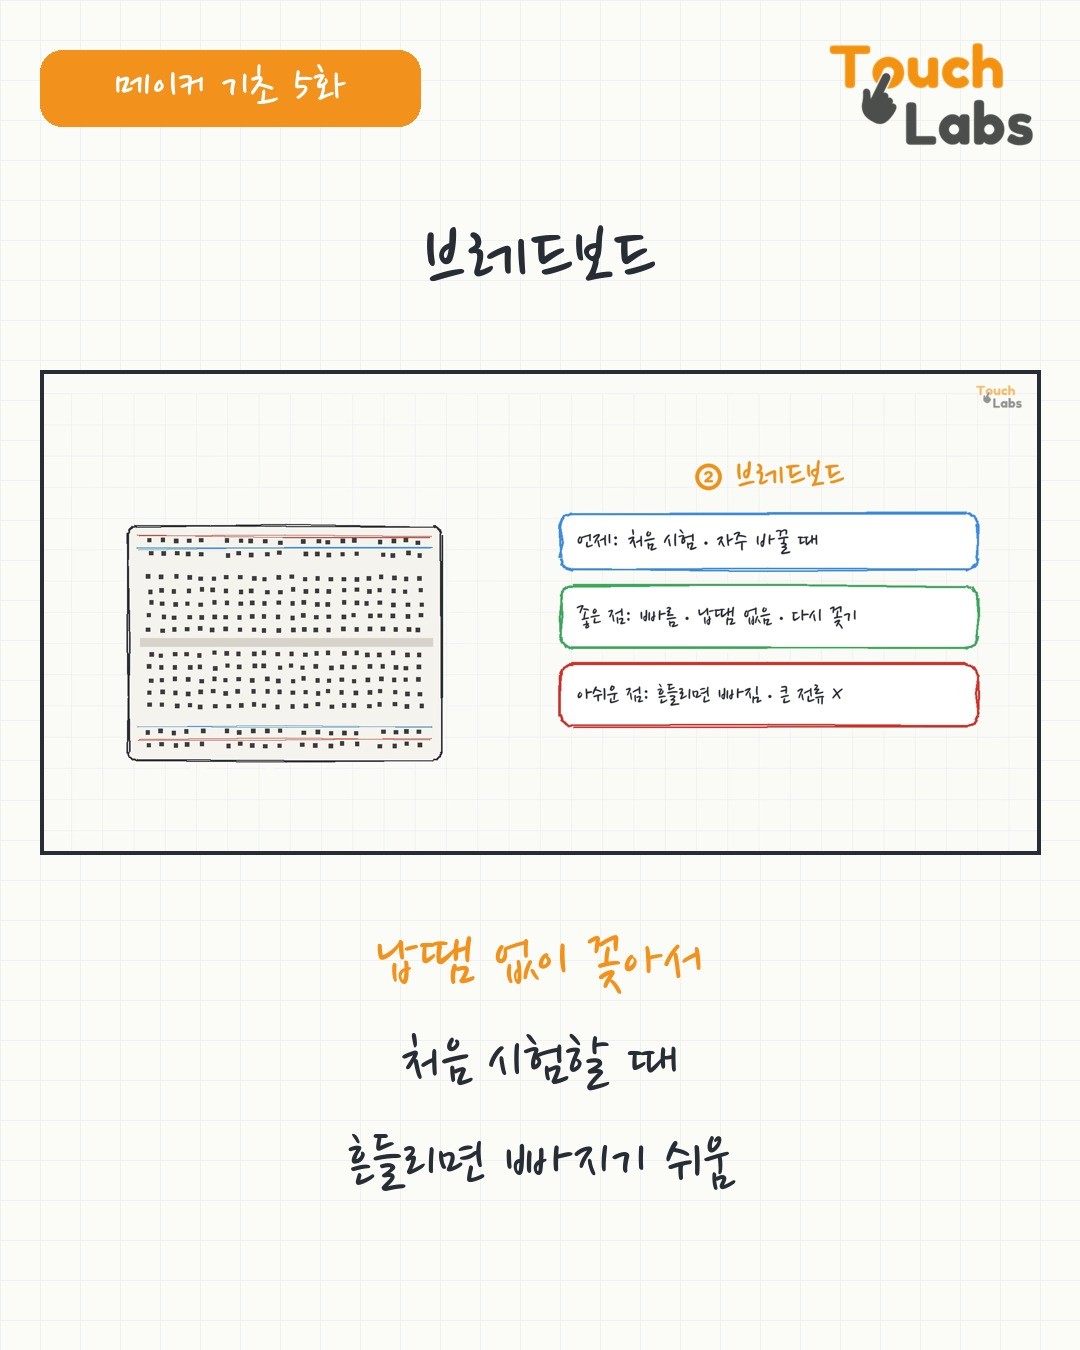 메이커 기초 5화
Touch
Labs
브레드보드
Touch
Labs
② 브레드보드
언제: 처음 시험 · 자주 바꿀 때
좋은 점: 빠름 · 납땜 없음 · 다시 꽂기
아쉬운 점: 흔들리면 빠짐 · 큰 전류 X
납땜 없이 꽂아서
처음 시험할 때
흔들리면 빠지기 쉬움